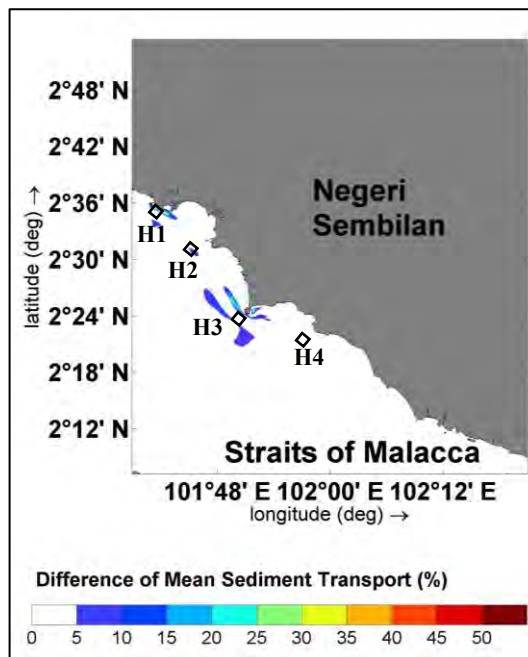 2°48' N
2°42' N
2°36' N
2°30' N
2°24' N
2°18' N
2°12' N
latitude (deg) →
Negeri
Sembilan
H1
H2
H3
H4
Straits of Malacca
101°48' E 102°00' E 102°12' E
longitude (deg) →
Difference of Mean Sediment Transport (%)
0 5 10 15 20 25 30 35 40 45 50